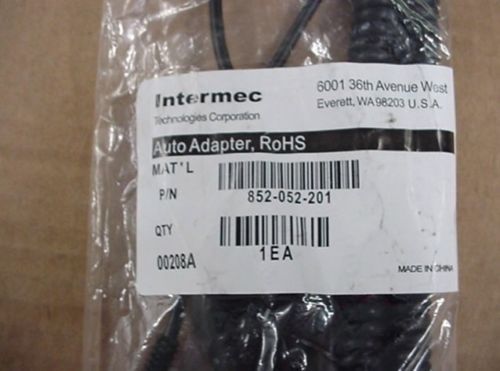 Intermec
Technologies Corporation
6001 36th Avenue West
Everett, WA 98203 U.S.A.
Auto Adapter, RoHS
MAT'L
P/N
852-052-201
QTY
1EA
00208A
MADE IN CHINA